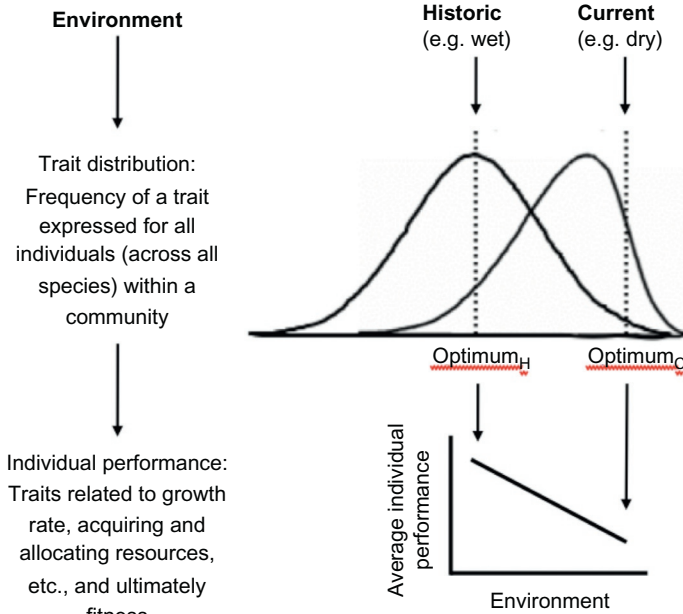 Environment
Historic
(e.g. wet)
Current
(e.g. dry)
Trait distribution:
Frequency of a trait
expressed for all
individuals (across all
species) within a
community
Optimum_H
Optimum_C
Individual performance:
Traits related to growth
rate, acquiring and
allocating resources,
etc., and ultimately
fitness
Average individual
performance
Environment